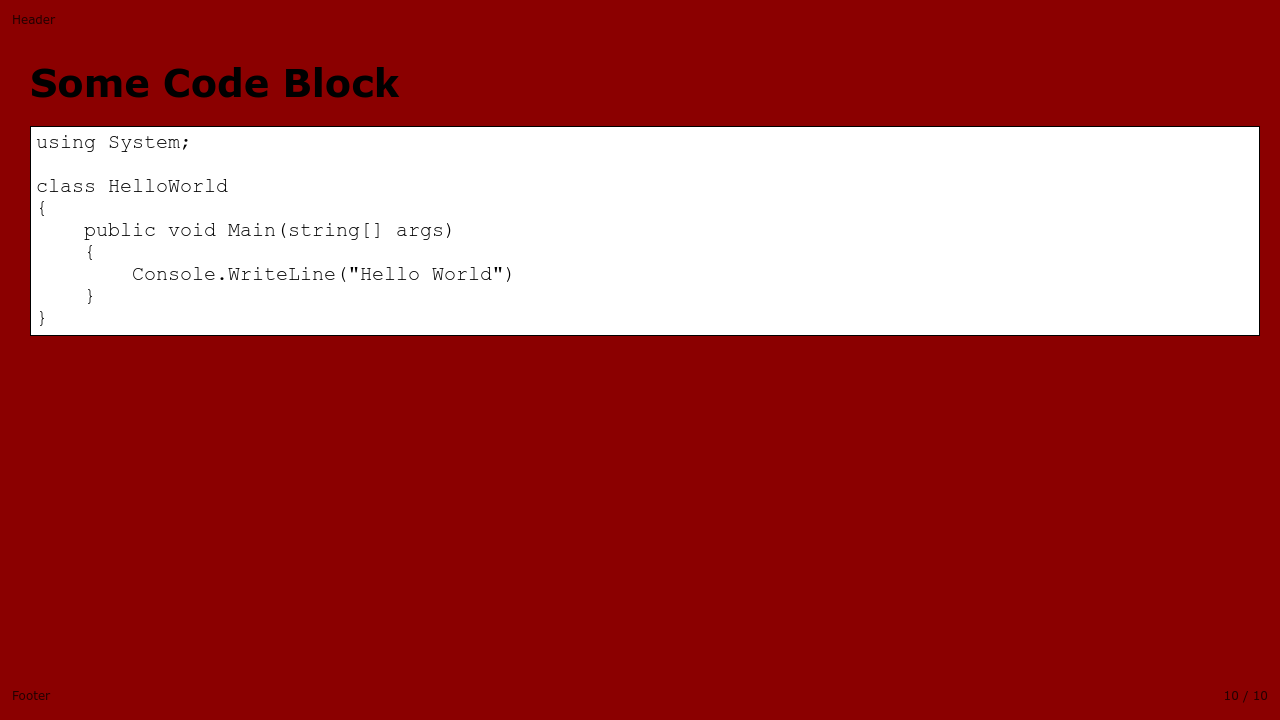 Header
Some Code Block
using System;

class HelloWorld
{
    public void Main(string[] args)
    {
        Console.WriteLine("Hello World")
    }
}
Footer
10 / 10